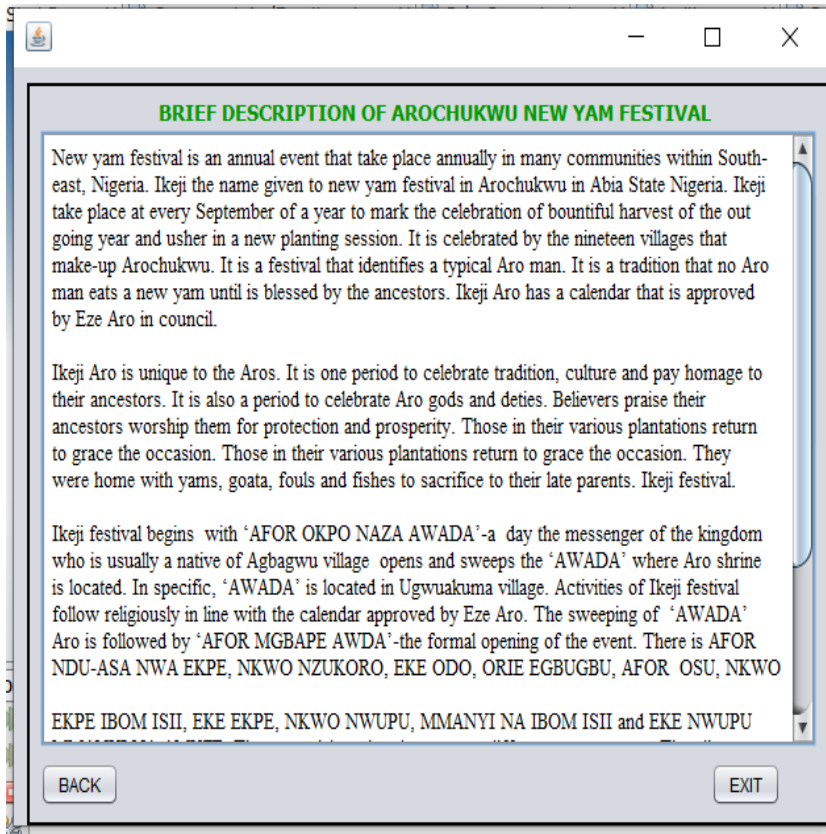 BRIEF DESCRIPTION OF AROCHUKWU NEW YAM FESTIVAL
New yam festival is an annual event that take place annually in many communities within South-
east, Nigeria. Ikeji the name given to new yam festival in Arochukwu in Abia State Nigeria. Ikeji
take place at every September of a year to mark the celebration of bountiful harvest of the out
going year and usher in a new planting session. It is celebrated by the nineteen villages that
make-up Arochukwu. It is a festival that identifies a typical Aro man. It is a tradition that no Aro
man eats a new yam until is blessed by the ancestors. Ikeji Aro has a calendar that is approved
by Eze Aro in council.
Ikeji Aro is unique to the Aros. It is one period to celebrate tradition, culture and pay homage to
their ancestors. It is also a period to celebrate Aro gods and deties. Believers praise their
ancestors worship them for protection and prosperity. Those in their various plantations return
to grace the occasion. Those in their various plantations return to grace the occasion. They
were home with yams, goata, fouls and fishes to sacrifice to their late parents. Ikeji festival.
Ikeji festival begins  with ‘AFOR OKPO NAZA AWADA’-a  day the messenger of the kingdom
who is usually a native of Agbagwu village  opens and sweeps the ‘AWADA’ where Aro shrine
is located. In specific, ‘AWADA’ is located in Ugwuakuma village. Activities of Ikeji festival
follow religiously in line with the calendar approved by Eze Aro. The sweeping of  ‘AWADA’
Aro is followed by ‘AFOR MGBAPE AWDA’-the formal opening of the event. There is AFOR
NDU-ASA NWA EKPE, NKWO NZUKORO, EKE ODO, ORIE EGBUGBU, AFOR  OSU, NKWO
EKPE IBOM ISII, EKE EKPE, NKWO NWUPU, MMANYI NA IBOM ISII and EKE NWUPU
BACK
EXIT